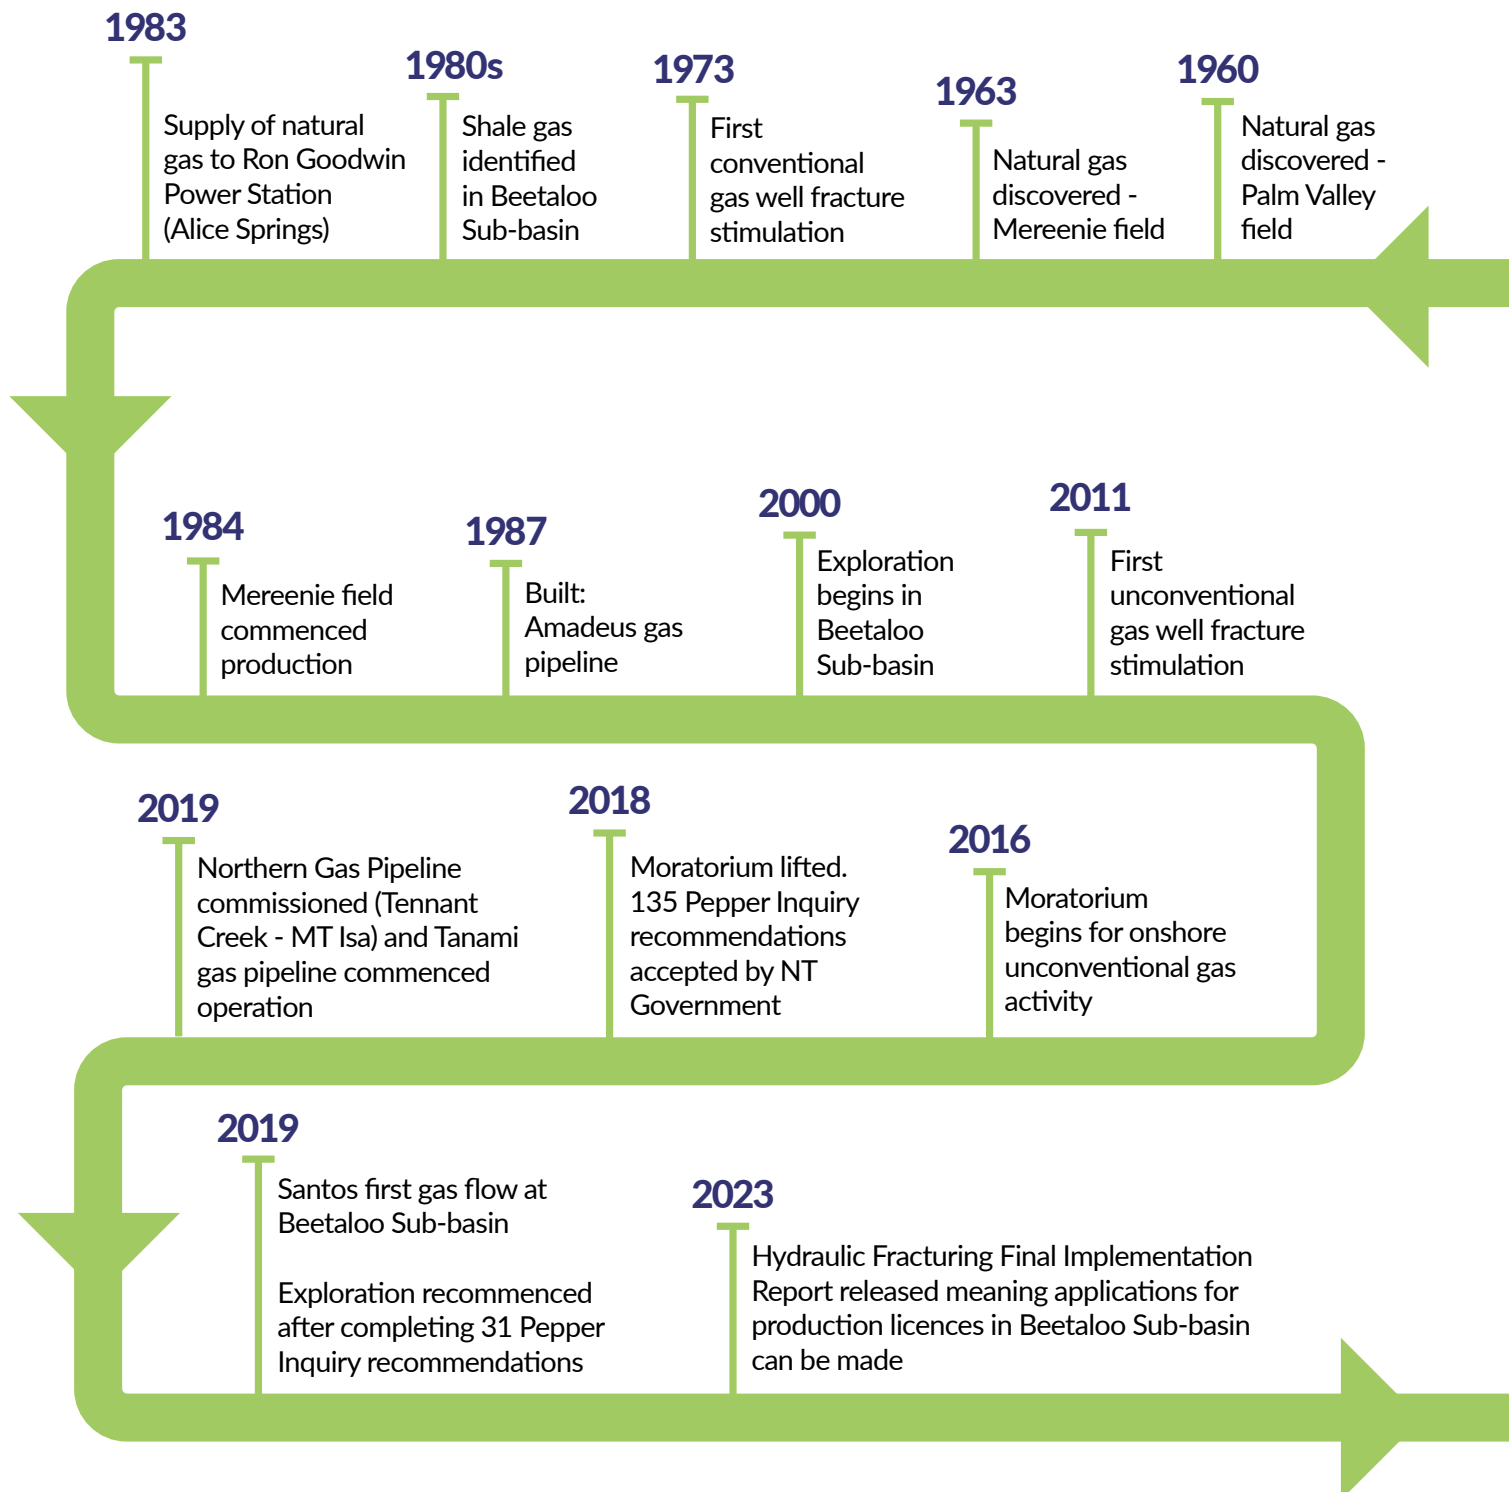 1960
Natural gas
discovered -
Palm Valley
field
1963
Natural gas
discovered -
Mereenie field
1973
First
conventional
gas well fracture
stimulation
1980s
Shale gas
identified
in Beetaloo
Sub-basin
1983
Supply of natural
gas to Ron Goodwin
Power Station
(Alice Springs)
1984
Mereenie field
commenced
production
1987
Built:
Amadeus gas
pipeline
2000
Exploration
begins in
Beetaloo
Sub-basin
2011
First
unconventional
gas well fracture
stimulation
2016
Moratorium
begins for onshore
unconventional gas
activity
2018
Moratorium lifted.
135 Pepper Inquiry
recommendations
accepted by NT
Government
2019
Northern Gas Pipeline
commissioned (Tennant
Creek - MT Isa) and Tanami
gas pipeline commenced
operation
2019
Santos first gas flow at
Beetaloo Sub-basin
Exploration recommenced
after completing 31 Pepper
Inquiry recommendations
2023
Hydraulic Fracturing Final Implementation
Report released meaning applications for
production licences in Beetaloo Sub-basin
can be made